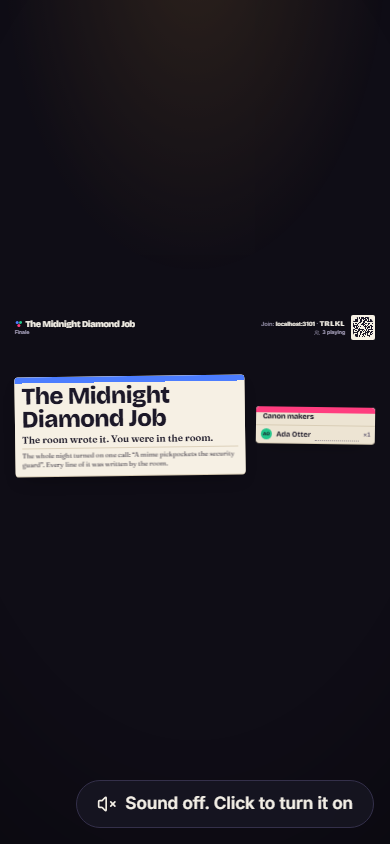 The Midnight Diamond Job
Finale
Join: localhost:3101 · TRLKL
3 playing
The Midnight
Diamond Job
The room wrote it. You were in the room.
The whole night turned on one call: "A mime pickpockets the security
guard". Every line of it was written by the room.
Canon makers
Ada Otter
×1
Sound off. Click to turn it on